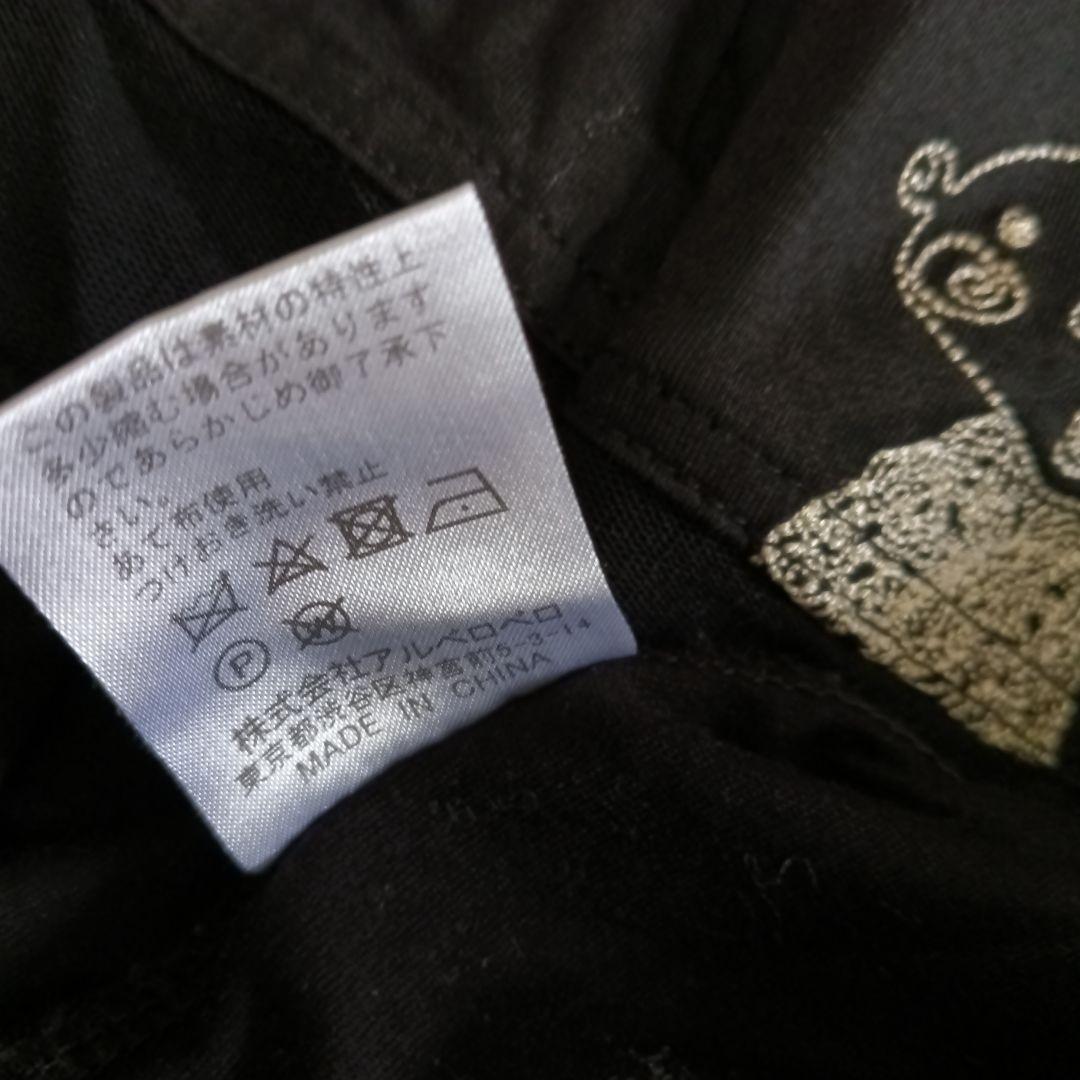 この製品は素材の特性上
多少縮む場合があります
のであらかじめ御了承下
さい。
あて布使用
つけおき洗い禁止
P
株式会社アルベロベロ
東京都渋谷区神宮前5-3-14
MADE IN CHINA